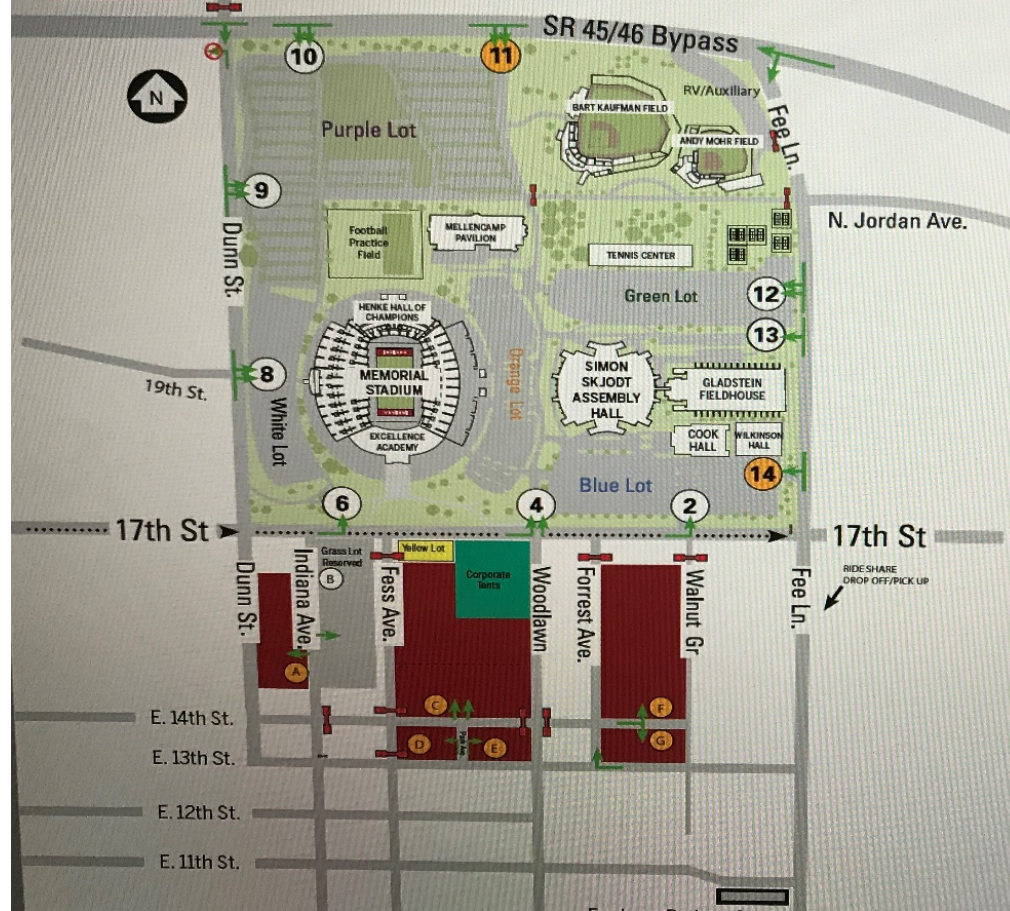 SR 45/46 Bypass
10
11
N
RV/Auxiliary
BART KAUFMAN FIELD
Purple Lot
ANDY MOHR FIELD
Fee Ln.
9
N. Jordan Ave.
Dunn St.
Football
Practice
Field
MELLENCAMP
PAVILION
TENNIS CENTER
Green Lot
12
HENKE HALL OF
CHAMPIONS
13
19th St.
8
MEMORIAL
STADIUM
Orange Lot
SIMON
SKJODT
ASSEMBLY
HALL
GLADSTEIN
FIELDHOUSE
White Lot
EXCELLENCE
ACADEMY
COOK
HALL
WILKINSON
HALL
14
Blue Lot
6
4
2
17th St
17th St
Dunn St.
Indiana Ave.
Grass Lot
Reserved
B
Fess Ave.
Yellow Lot
Corporate
Tents
Woodlawn
Forrest Ave.
Walnut Gr
Fee Ln.
RIDE SHARE
DROP OFF/PICK UP
A
C
F
E. 14th St.
D
E
G
E. 13th St.
E. 12th St.
E. 11th St.